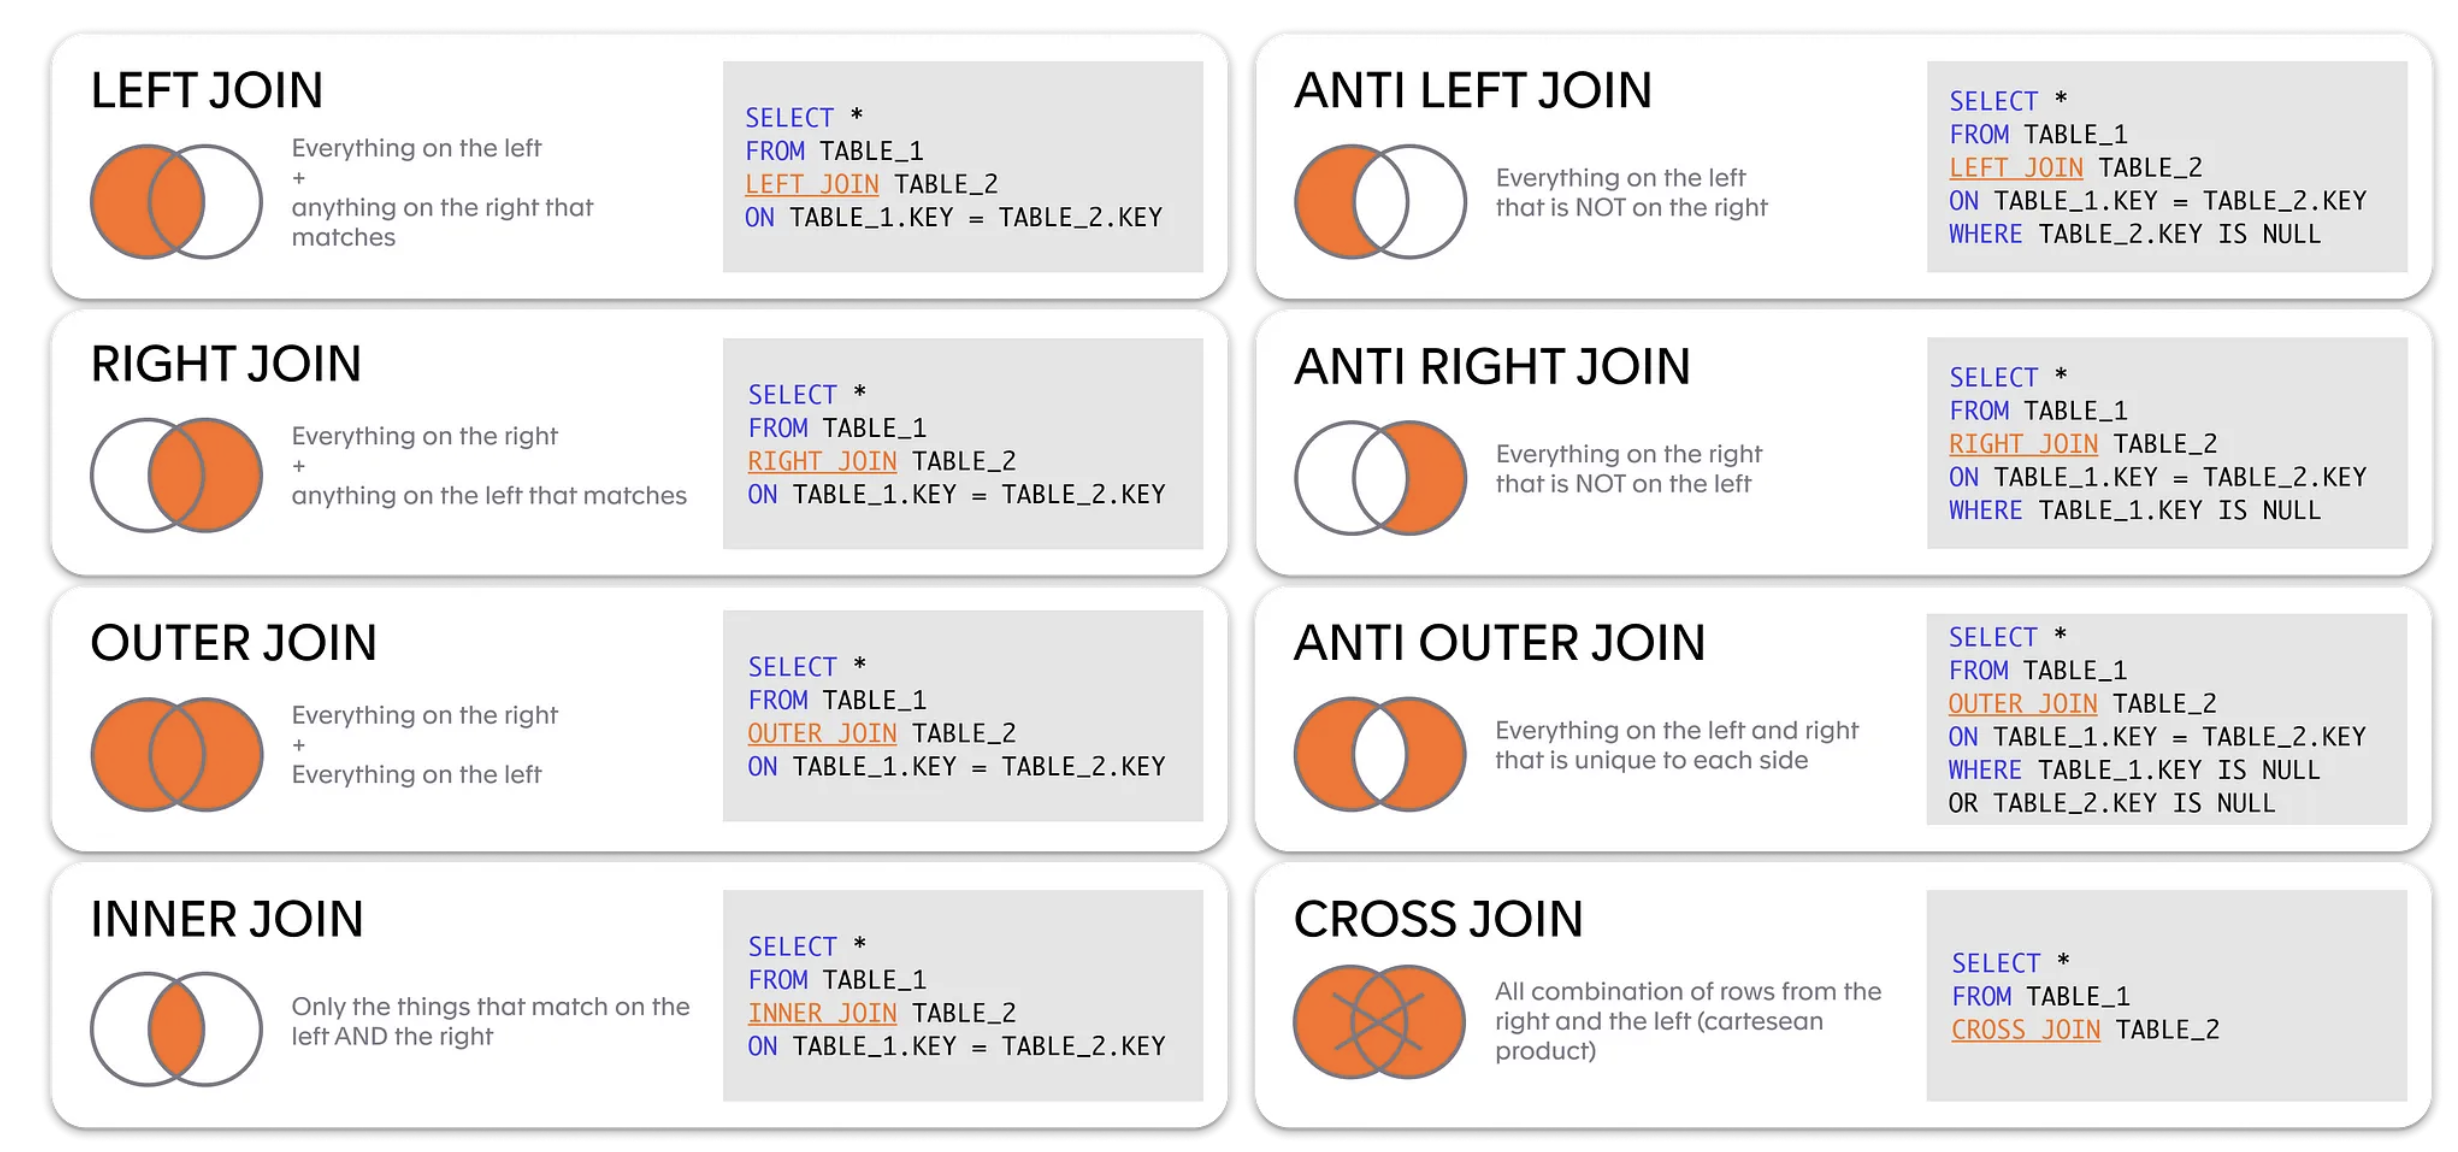 LEFT JOIN
Everything on the left
+
anything on the right that
matches
SELECT *
FROM TABLE_1
LEFT JOIN TABLE_2
ON TABLE_1.KEY = TABLE_2.KEY
ANTI LEFT JOIN
Everything on the left
that is NOT on the right
SELECT *
FROM TABLE_1
LEFT JOIN TABLE_2
ON TABLE_1.KEY = TABLE_2.KEY
WHERE TABLE_2.KEY IS NULL
RIGHT JOIN
Everything on the right
+
anything on the left that matches
SELECT *
FROM TABLE_1
RIGHT JOIN TABLE_2
ON TABLE_1.KEY = TABLE_2.KEY
ANTI RIGHT JOIN
Everything on the right
that is NOT on the left
SELECT *
FROM TABLE_1
RIGHT JOIN TABLE_2
ON TABLE_1.KEY = TABLE_2.KEY
WHERE TABLE_1.KEY IS NULL
OUTER JOIN
Everything on the right
+
Everything on the left
SELECT *
FROM TABLE_1
OUTER JOIN TABLE_2
ON TABLE_1.KEY = TABLE_2.KEY
ANTI OUTER JOIN
Everything on the left and right
that is unique to each side
SELECT *
FROM TABLE_1
OUTER JOIN TABLE_2
ON TABLE_1.KEY = TABLE_2.KEY
WHERE TABLE_1.KEY IS NULL
OR TABLE_2.KEY IS NULL
INNER JOIN
Only the things that match on the
left AND the right
SELECT *
FROM TABLE_1
INNER JOIN TABLE_2
ON TABLE_1.KEY = TABLE_2.KEY
CROSS JOIN
All combination of rows from the
right and the left (cartesean
product)
SELECT *
FROM TABLE_1
CROSS JOIN TABLE_2